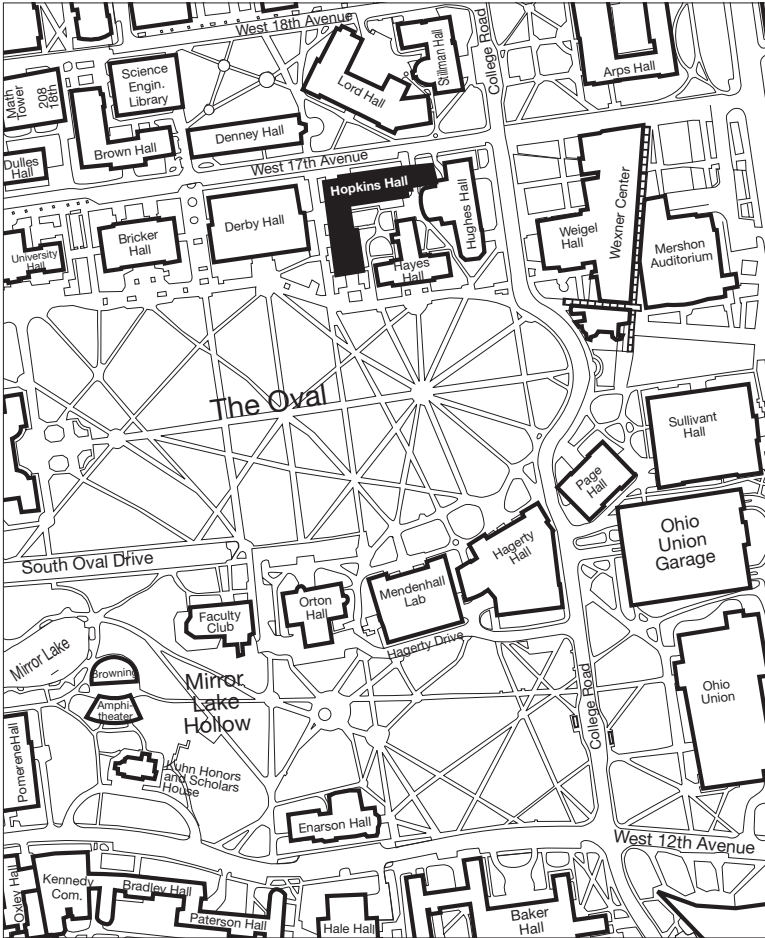 West 18th Avenue
College Road
Stillman Hall
Arps Hall
Math
Tower
208
18th
Science
Engin.
Library
Lord Hall
Brown Hall
Denney Hall
Dulles
Hall
West 17th Avenue
Hopkins Hall
Hughes Hall
Wexner Center
Weigel
Hall
Mershon
Auditorium
University
Hall
Bricker
Hall
Derby Hall
Hayes
Hall
The Oval
Sullivant
Hall
Page
Hall
Ohio
Union
Garage
South Oval Drive
Hagerty
Hall
Mendenhall
Lab
Orton
Hall
Faculty
Club
Hagerty Drive
Mirror Lake
Browning
Amphi-
theater
Mirror
Lake
Hollow
Ohio
Union
College Road
PomereneHall
Kuhn Honors
and Scholars
House
Enarson Hall
West 12th Avenue
Oxley Hall
Kennedy
Com.
Bradley Hall
Paterson Hall
Hale Hall
Baker
Hall